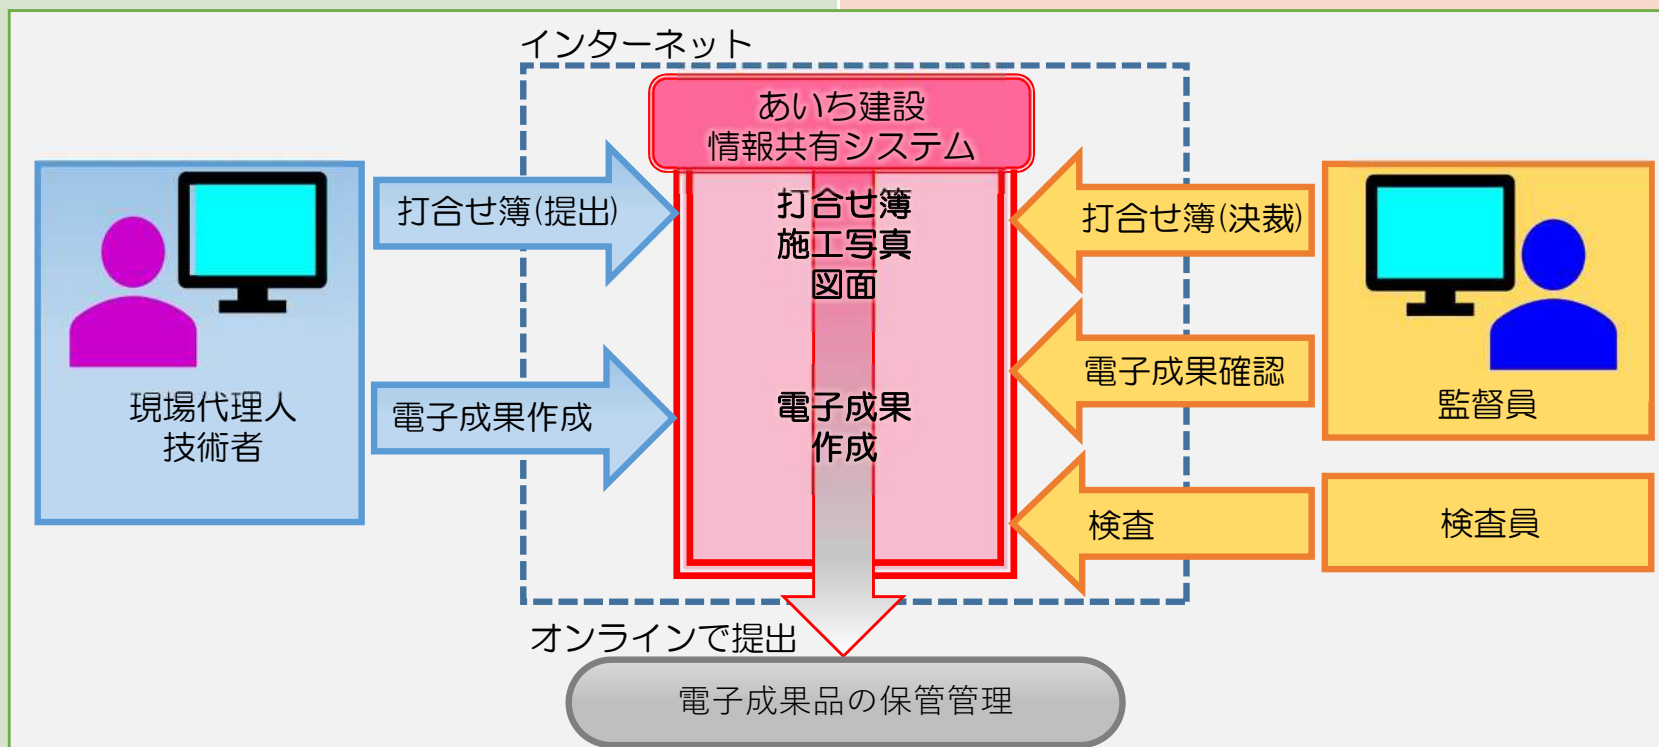 インターネット
あいち建設
情報共有システム
打合せ簿(提出)
打合せ簿
施工写真
図面
打合せ簿(決裁)
電子成果確認
現場代理人
技術者
電子成果作成
電子成果
作成
監督員
検査
検査員
オンラインで提出
電子成果品の保管管理